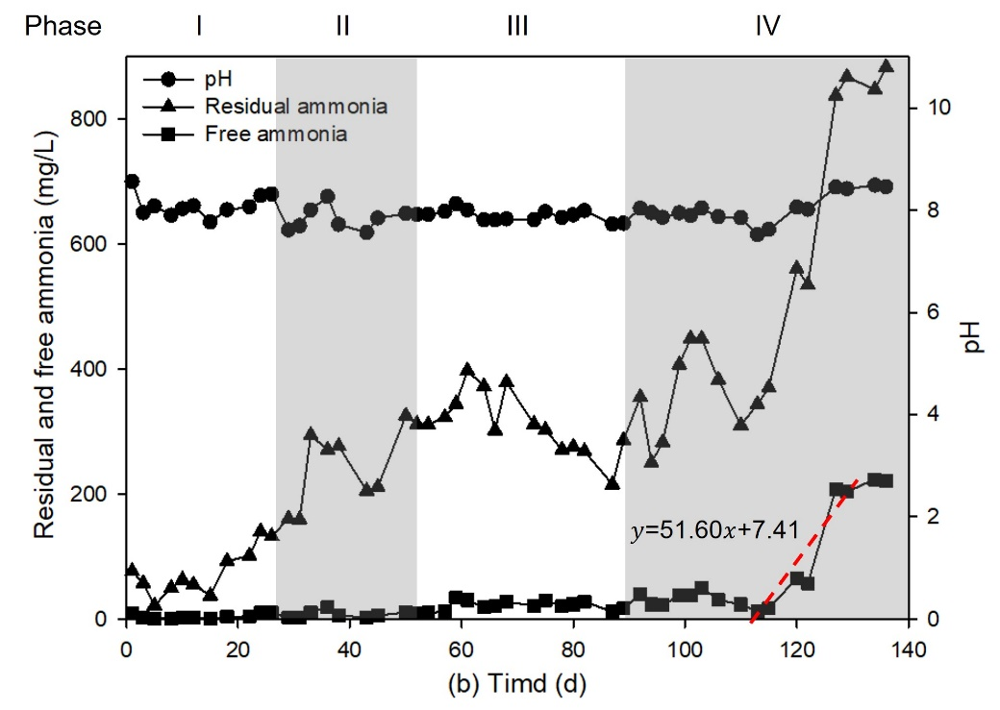 Phase I II III IV
pH
Residual ammonia
Free ammonia
Residual and free ammonia (mg/L)
800
600
400
200
0
10
8
6
4
2
0
pH
y=51.60x+7.41
0 20 40 60 80 100 120 140
(b) Timd (d)